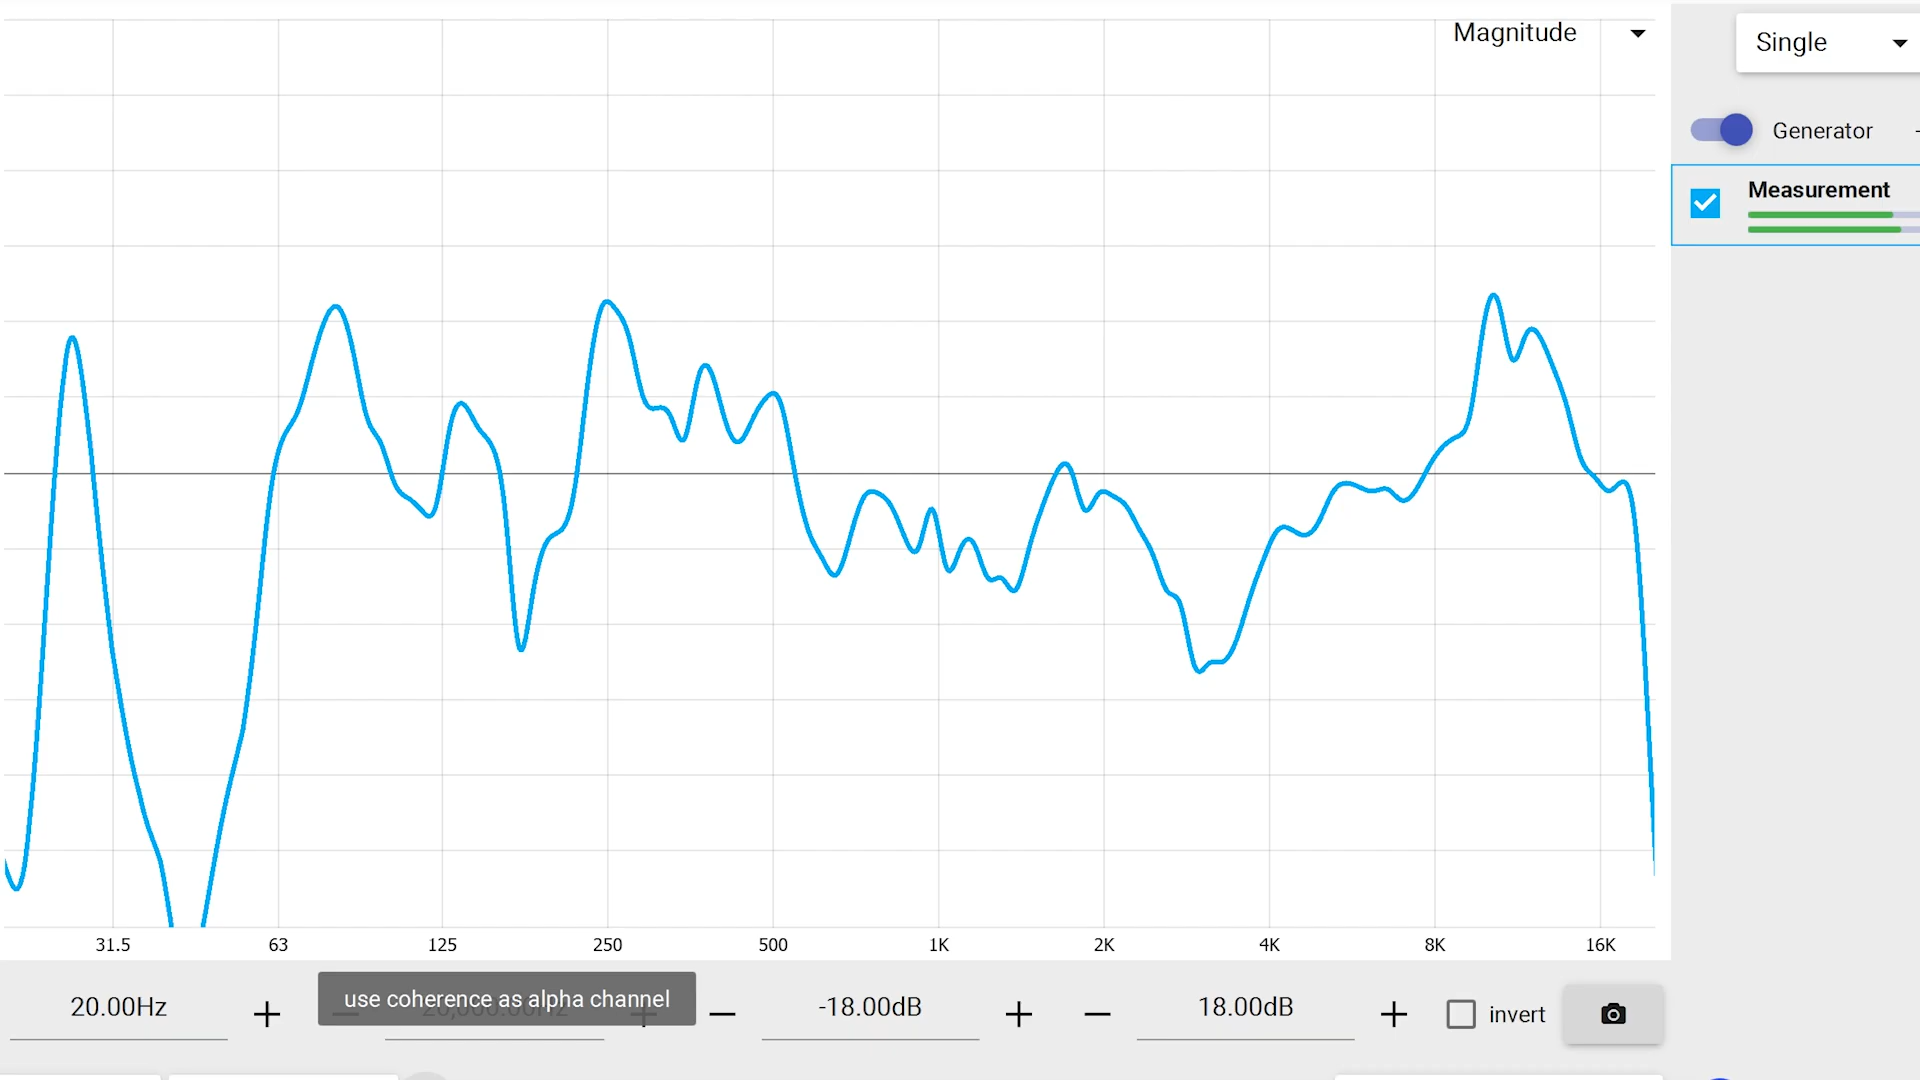 Magnitude
Single
Generator
Measurement
31.5 63 125 250 500 1K 2K 4K 8K 16K
20.00Hz + use coherence as alpha channel − -18.00dB + − 18.00dB + invert